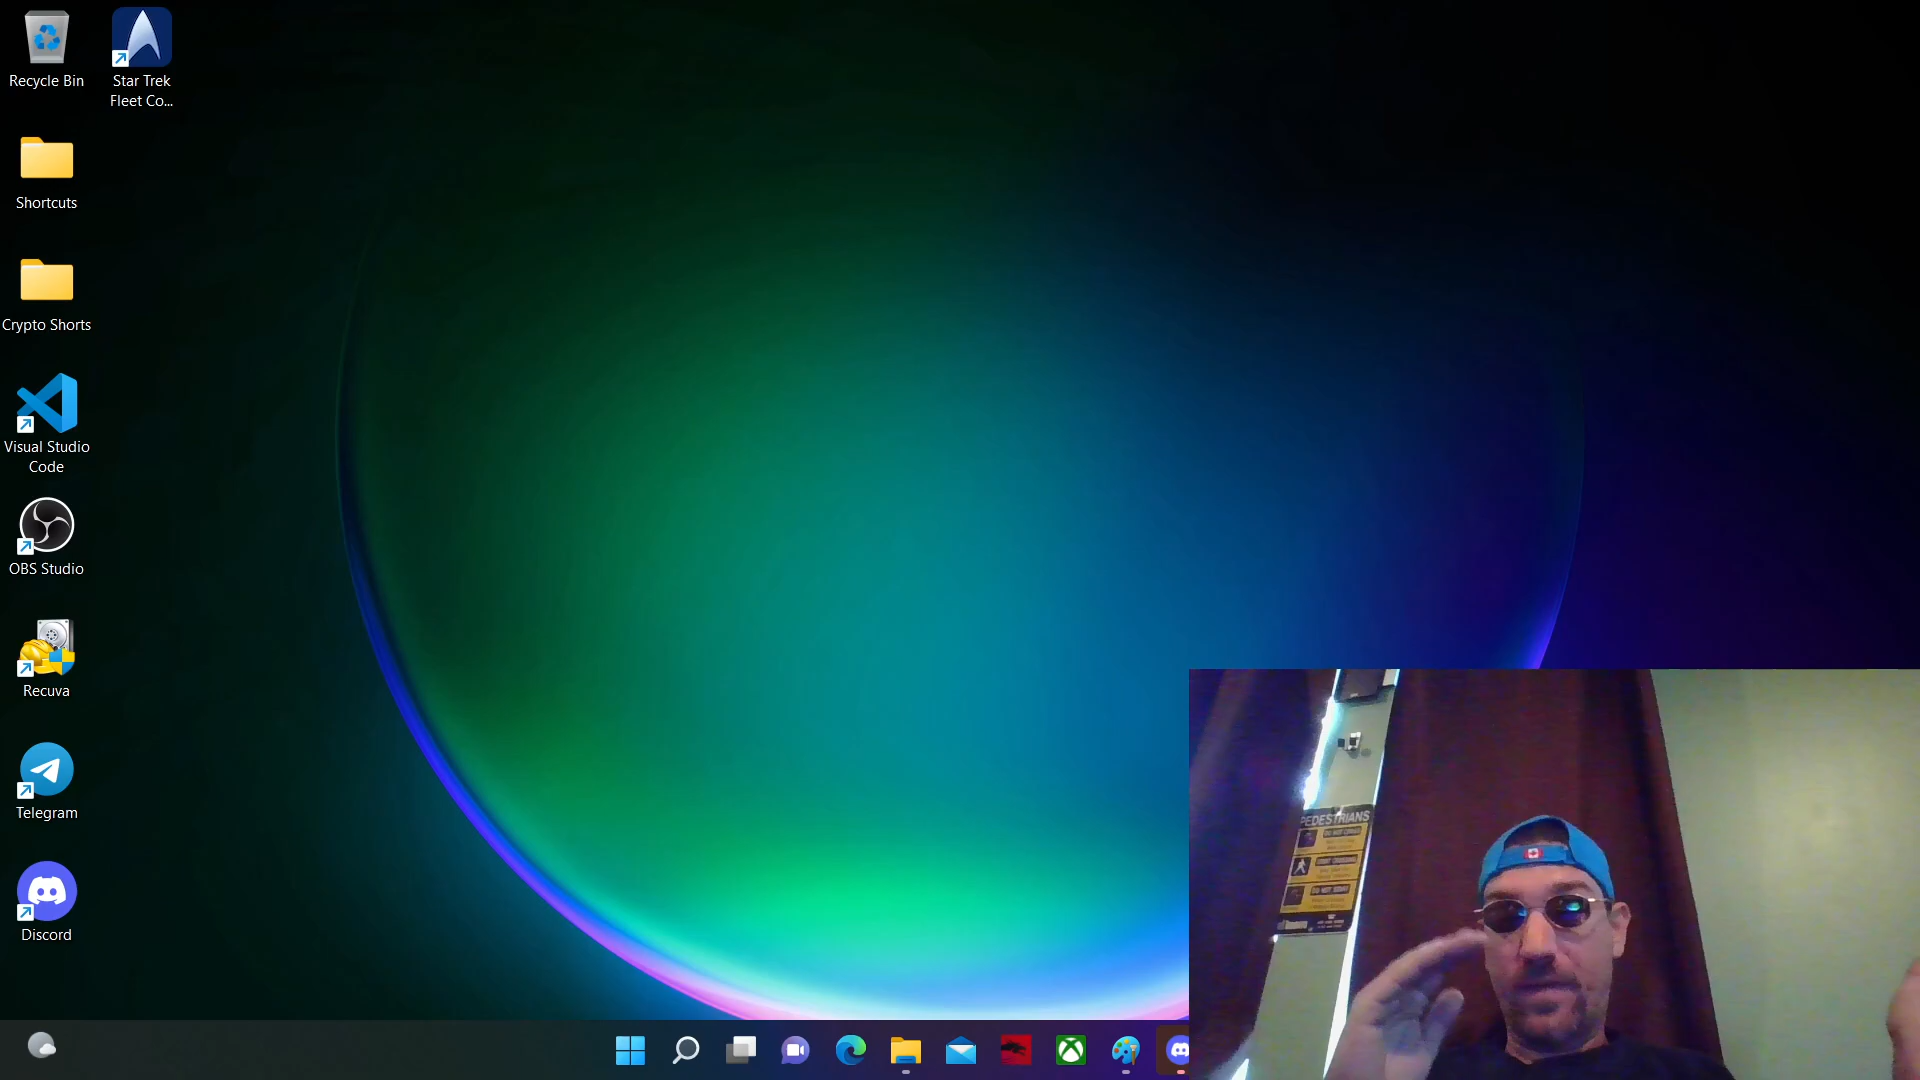 Recycle Bin
Star Trek
Fleet Co...
Shortcuts
Crypto Shorts
Visual Studio
Code
OBS Studio
Recuva
Telegram
Discord
PEDESTRIANS